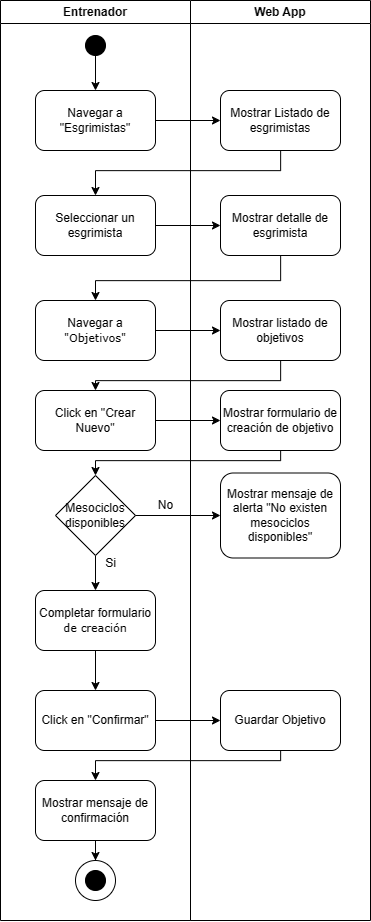 Entrenador
Web App
Navegar a
"Esgrimistas"
Mostrar Listado de
esgrimistas
Seleccionar un
esgrimista
Mostrar detalle de
esgrimista
Navegar a
"Objetivos"
Mostrar listado de
objetivos
Click en "Crear
Nuevo"
Mostrar formulario de
creación de objetivo
Mesociclos
disponibles
No
Mostrar mensaje de
alerta "No existen
mesociclos
disponibles"
Si
Completar formulario
de creación
Click en "Confirmar"
Guardar Objetivo
Mostrar mensaje de
confirmación